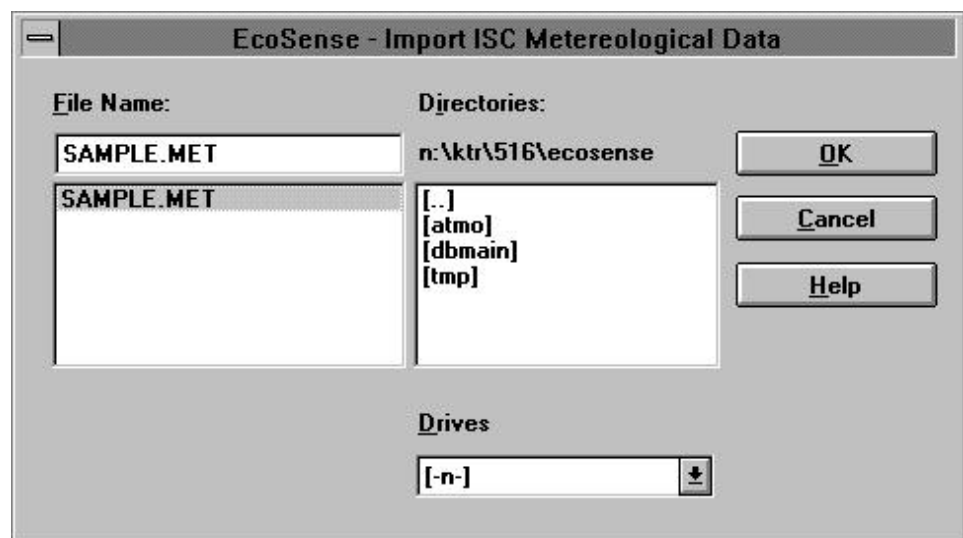 EcoSense - Import ISC Metereological Data
File Name:
SAMPLE.MET
SAMPLE.MET
Directories:
n:\ktr\516\ecosense
[..]
[atmo]
[dbmain]
[tmp]
Drives
[-n-]
OK
Cancel
Help